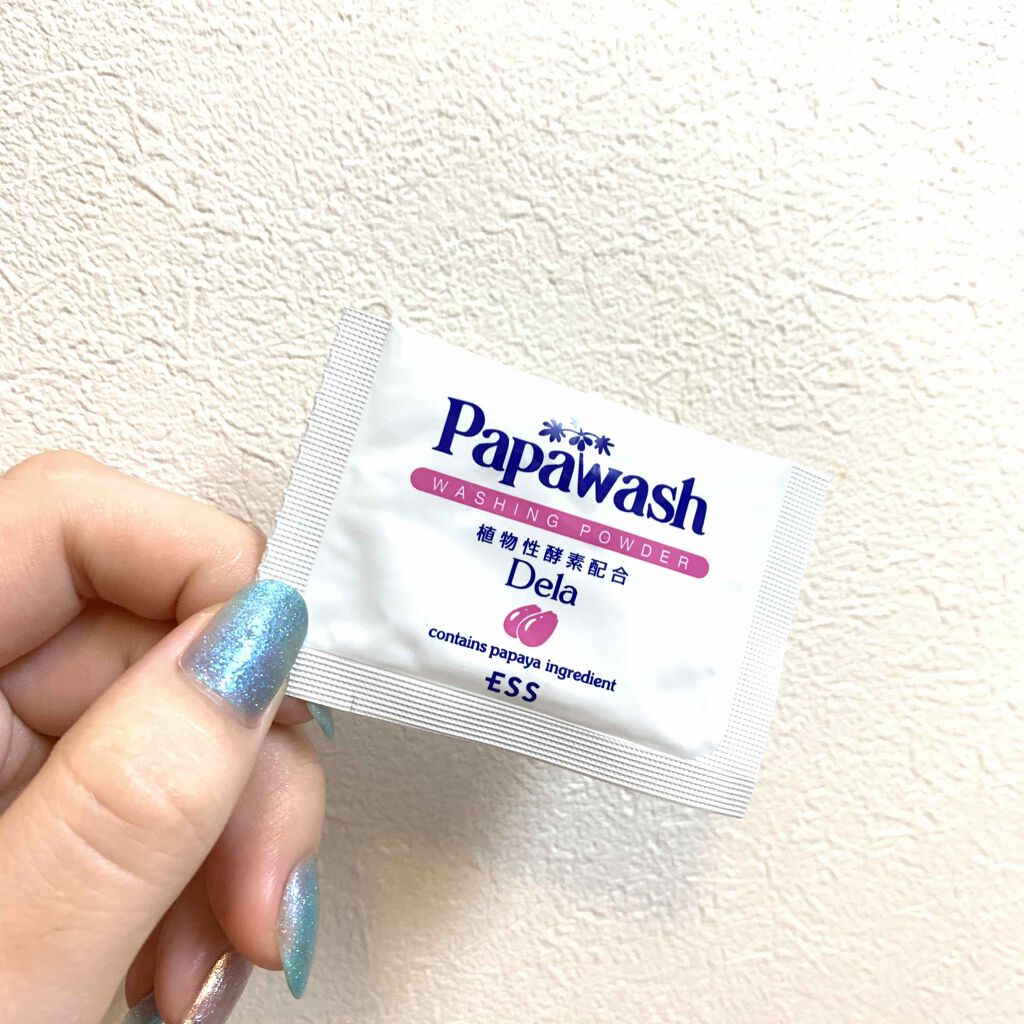 Papawash
WASHING POWDER
植物性酵素配合
Dela
contains papaya ingredient
ESS